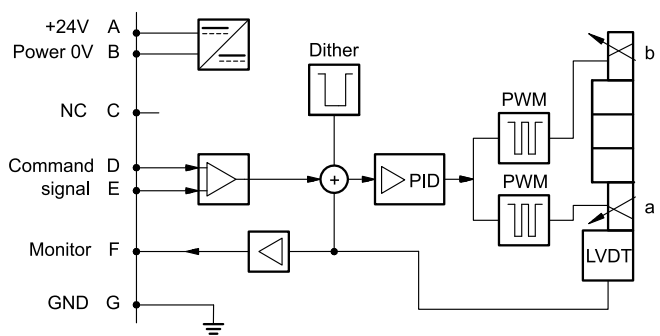 +24V A
Power 0V B
Dither
b
PWM
NC C
Command D
signal E
+
PID
PWM
a
Monitor F
LVDT
GND G